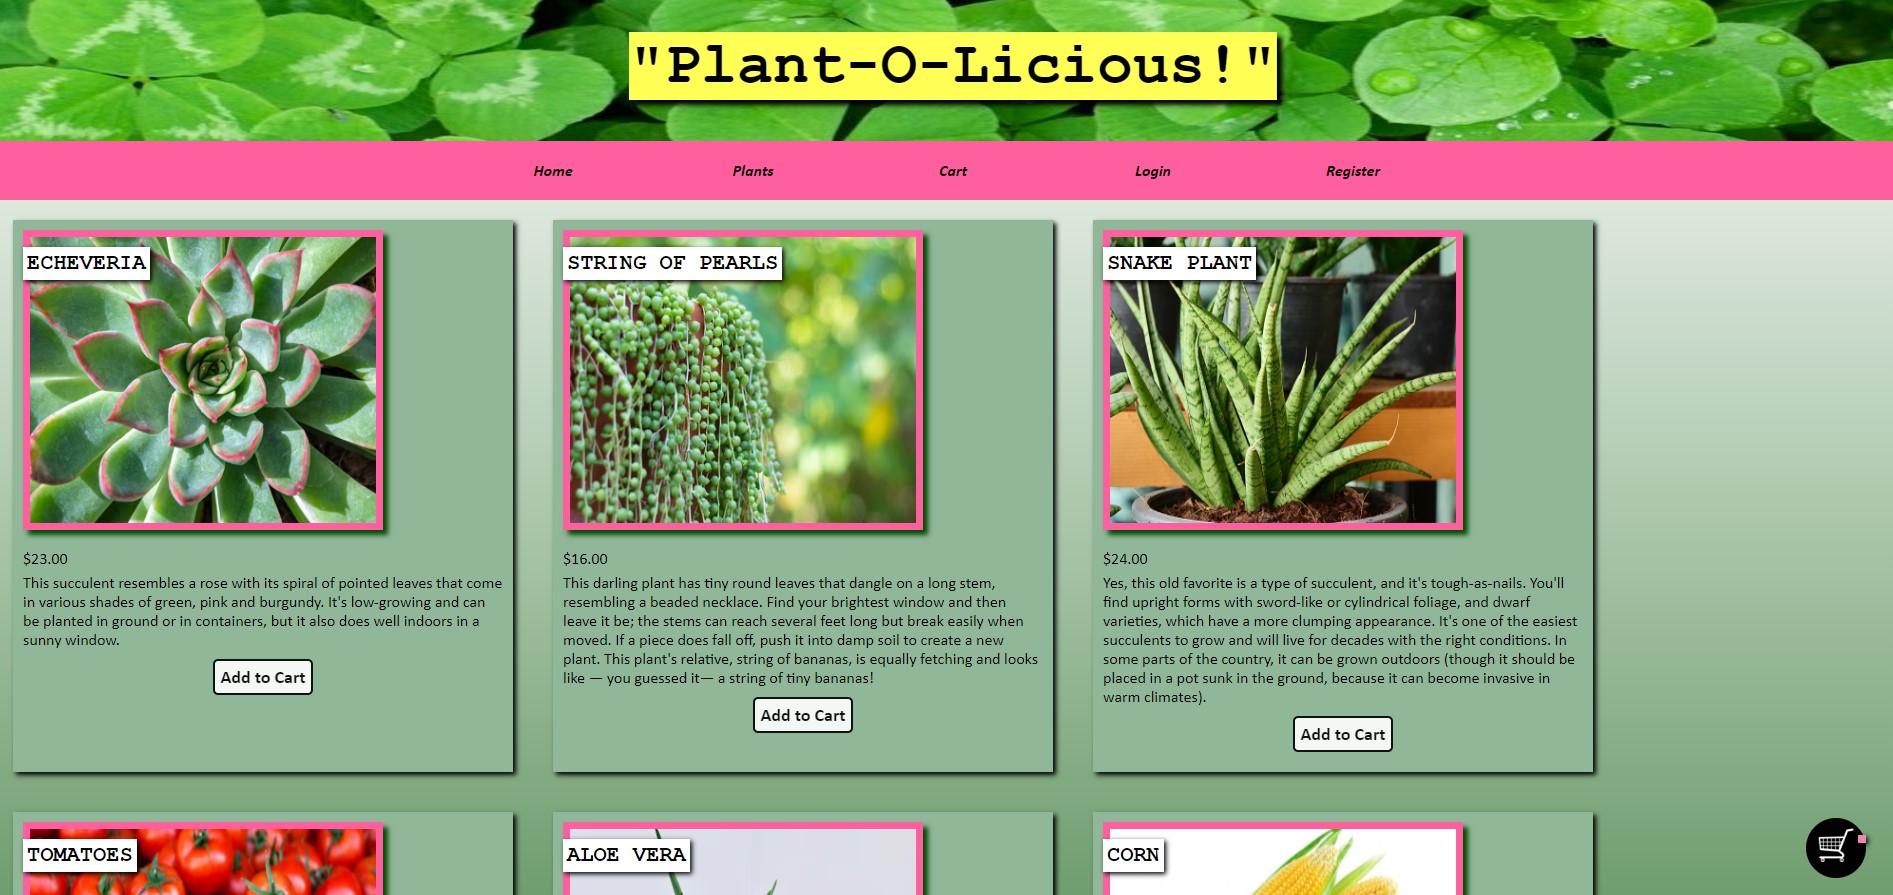 "Plant-O-Licious!"
Home Plants Cart Login Register
ECHEVERIA
$23.00
This succulent resembles a rose with its spiral of pointed leaves that come
in various shades of green, pink and burgundy. It's low-growing and can
be planted in ground or in containers, but it also does well indoors in a
sunny window.
Add to Cart
STRING OF PEARLS
$16.00
This darling plant has tiny round leaves that dangle on a long stem,
resembling a beaded necklace. Find your brightest window and then
leave it be; the stems can reach several feet long but break easily when
moved. If a piece does fall off, push it into damp soil to create a new
plant. This plant's relative, string of bananas, is equally fetching and looks
like — you guessed it— a string of tiny bananas!
Add to Cart
SNAKE PLANT
$24.00
Yes, this old favorite is a type of succulent, and it's tough-as-nails. You'll
find upright forms with sword-like or cylindrical foliage, and dwarf
varieties, which have a more clumping appearance. It's one of the easiest
succulents to grow and will live for decades with the right conditions. In
some parts of the country, it can be grown outdoors (though it should be
placed in a pot sunk in the ground, because it can become invasive in
warm climates).
Add to Cart
TOMATOES
ALOE VERA
CORN